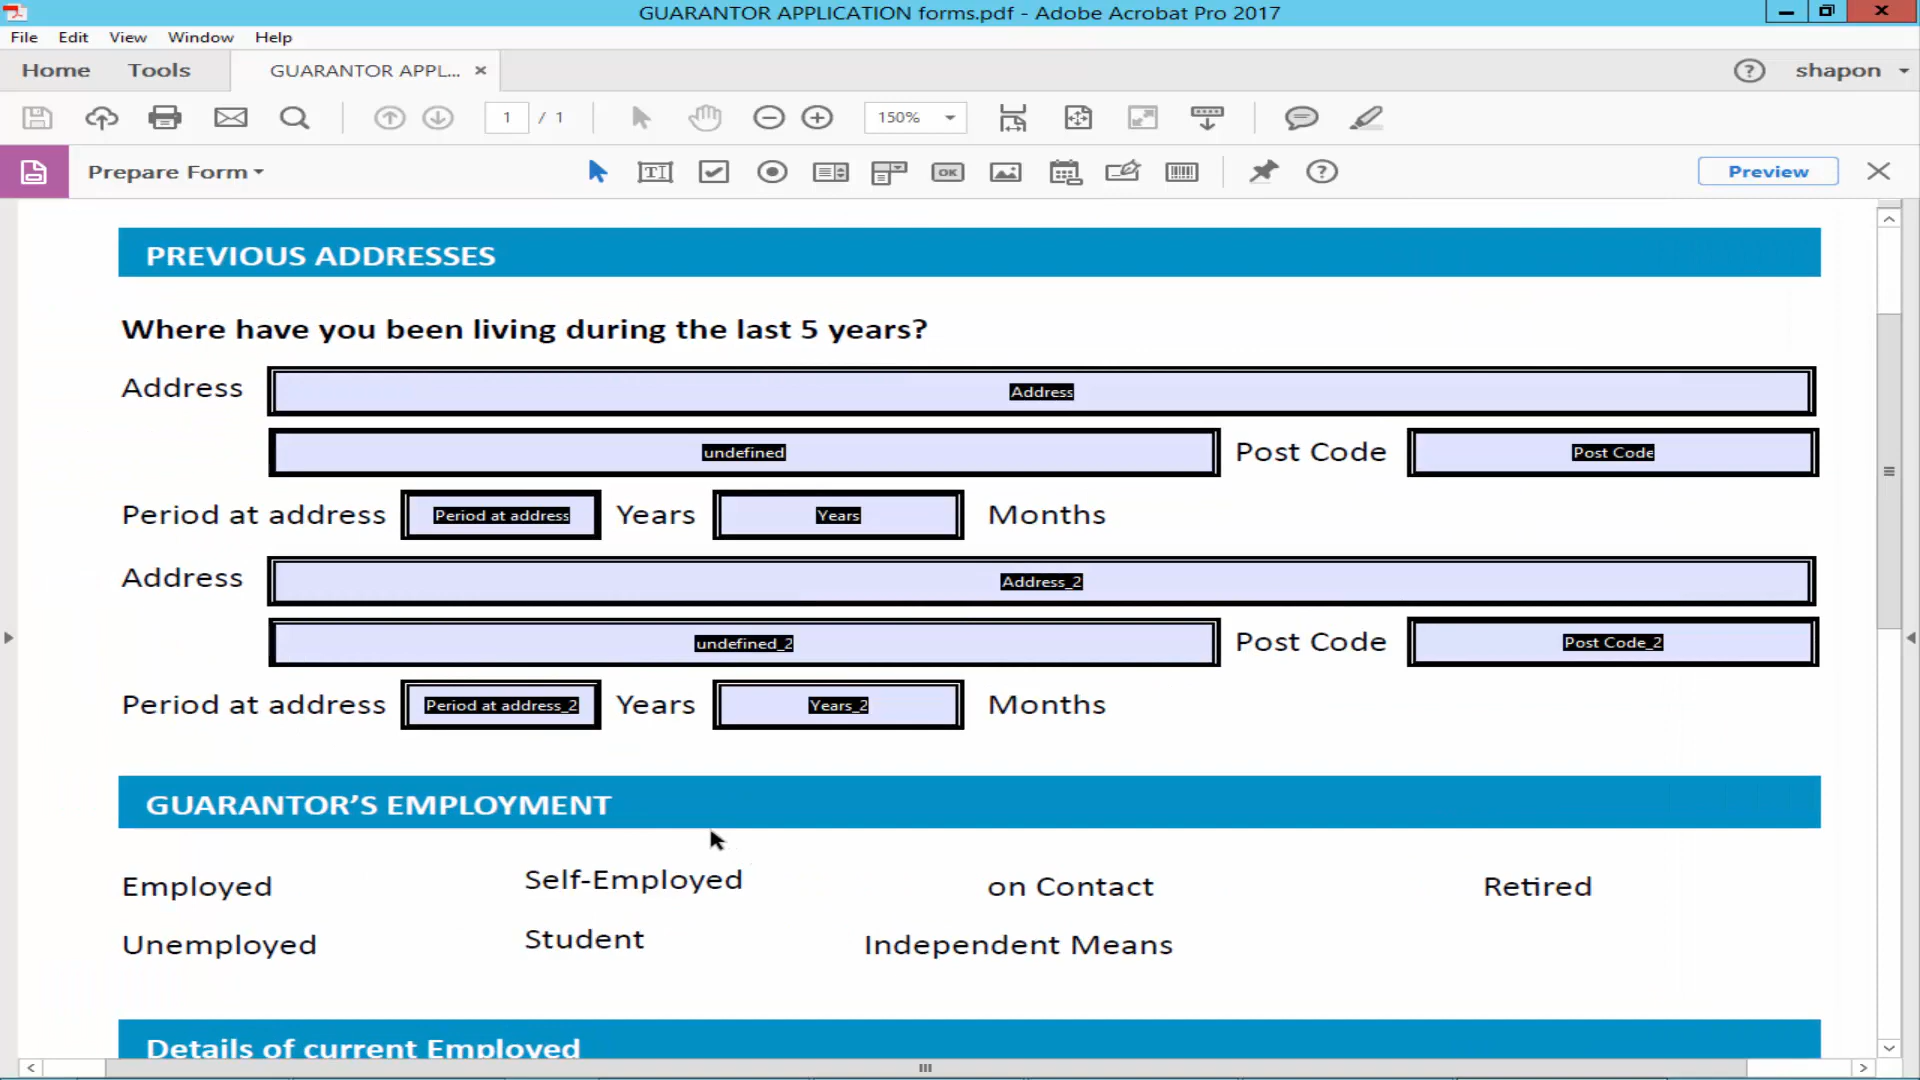 GUARANTOR APPLICATION forms.pdf - Adobe Acrobat Pro 2017
File Edit View Window Help
Home Tools GUARANTOR APPL... shapon
1 / 1 150%
Prepare Form OK Preview
PREVIOUS ADDRESSES
Where have you been living during the last 5 years?
Address Address
undefined Post Code Post Code
Period at address Period at address Years Years Months
Address Address_2
undefined_2 Post Code Post Code_2
Period at address Period at address_2 Years Years_2 Months
GUARANTOR’S EMPLOYMENT
Employed Self-Employed on Contact Retired
Unemployed Student Independent Means
Details of current Employed